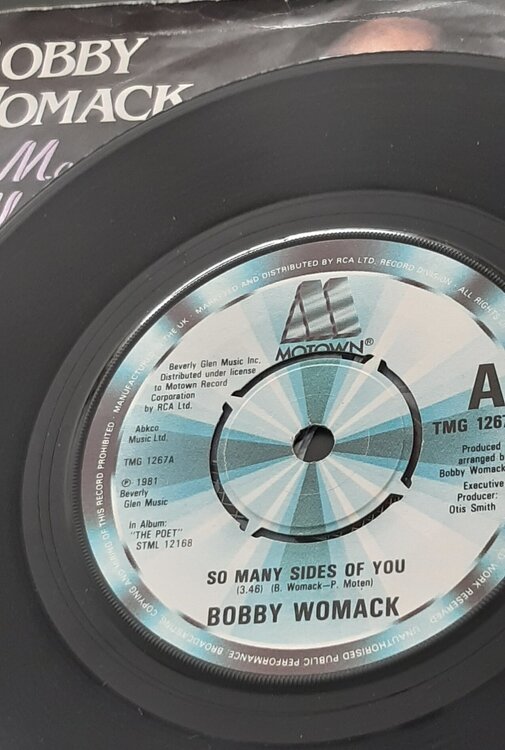 OBBY
WOMACK
MANUFACTURED IN THE UK · MARKETED AND DISTRIBUTED BY RCA LTD. RECORD DIVISION · ALL RIGHTS
MOTOWN®
Beverly Glen Music Inc.
Distributed under license
to Motown Record
Corporation
by RCA Ltd.
A
Abkco
Music Ltd.
TMG 1267
TMG 1267A
Produced
arranged b
Bobby Womack
Executive
Producer:
Otis Smith
℗ 1981
Beverly
Glen Music
In Album:
"THE POET"
STML 12168
SO MANY SIDES OF YOU
(3.46) (B. Womack—P. Moten)
BOBBY WOMACK
WORK RESERVED. UNAUTHORISED PUBLIC PERFORMANCE, BROADCASTING, COPYING AND HIRING OF THIS RECORD PROHIBITED ·